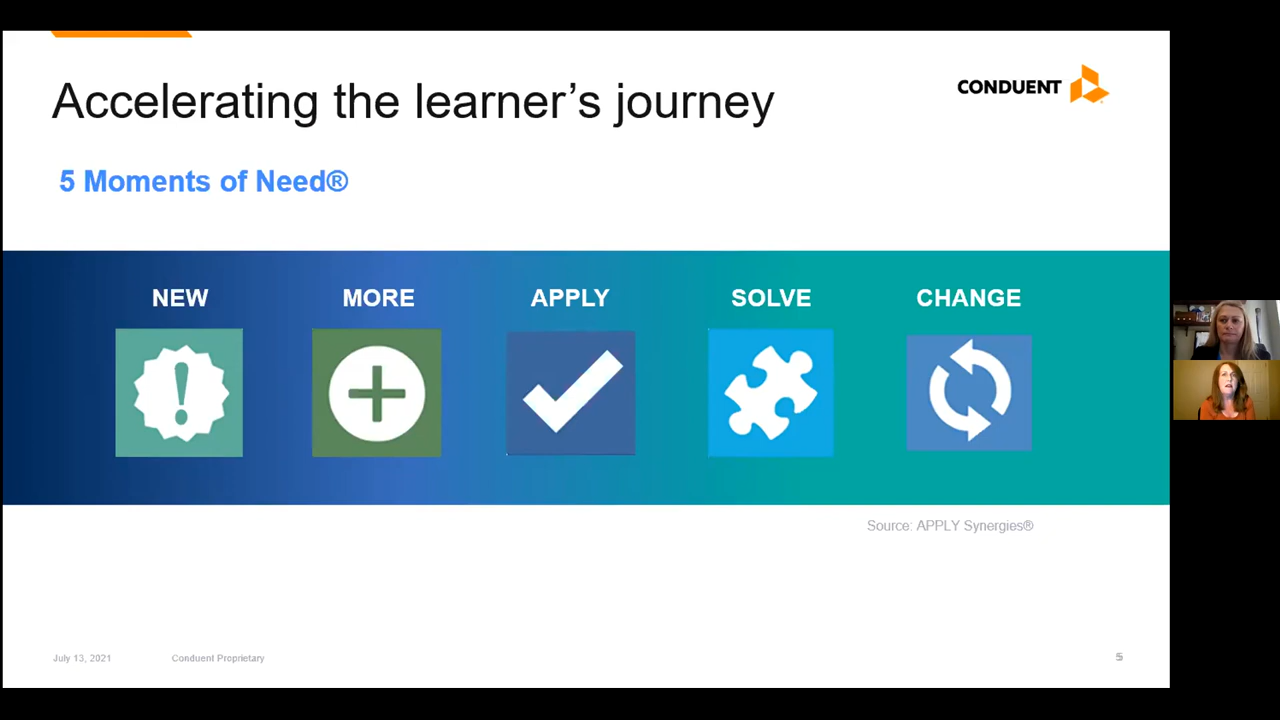 Accelerating the learner’s journey
CONDUENT
5 Moments of Need®
NEW
MORE
APPLY
SOLVE
CHANGE
Source: APPLY Synergies®
July 13, 2021
Conduent Proprietary
5